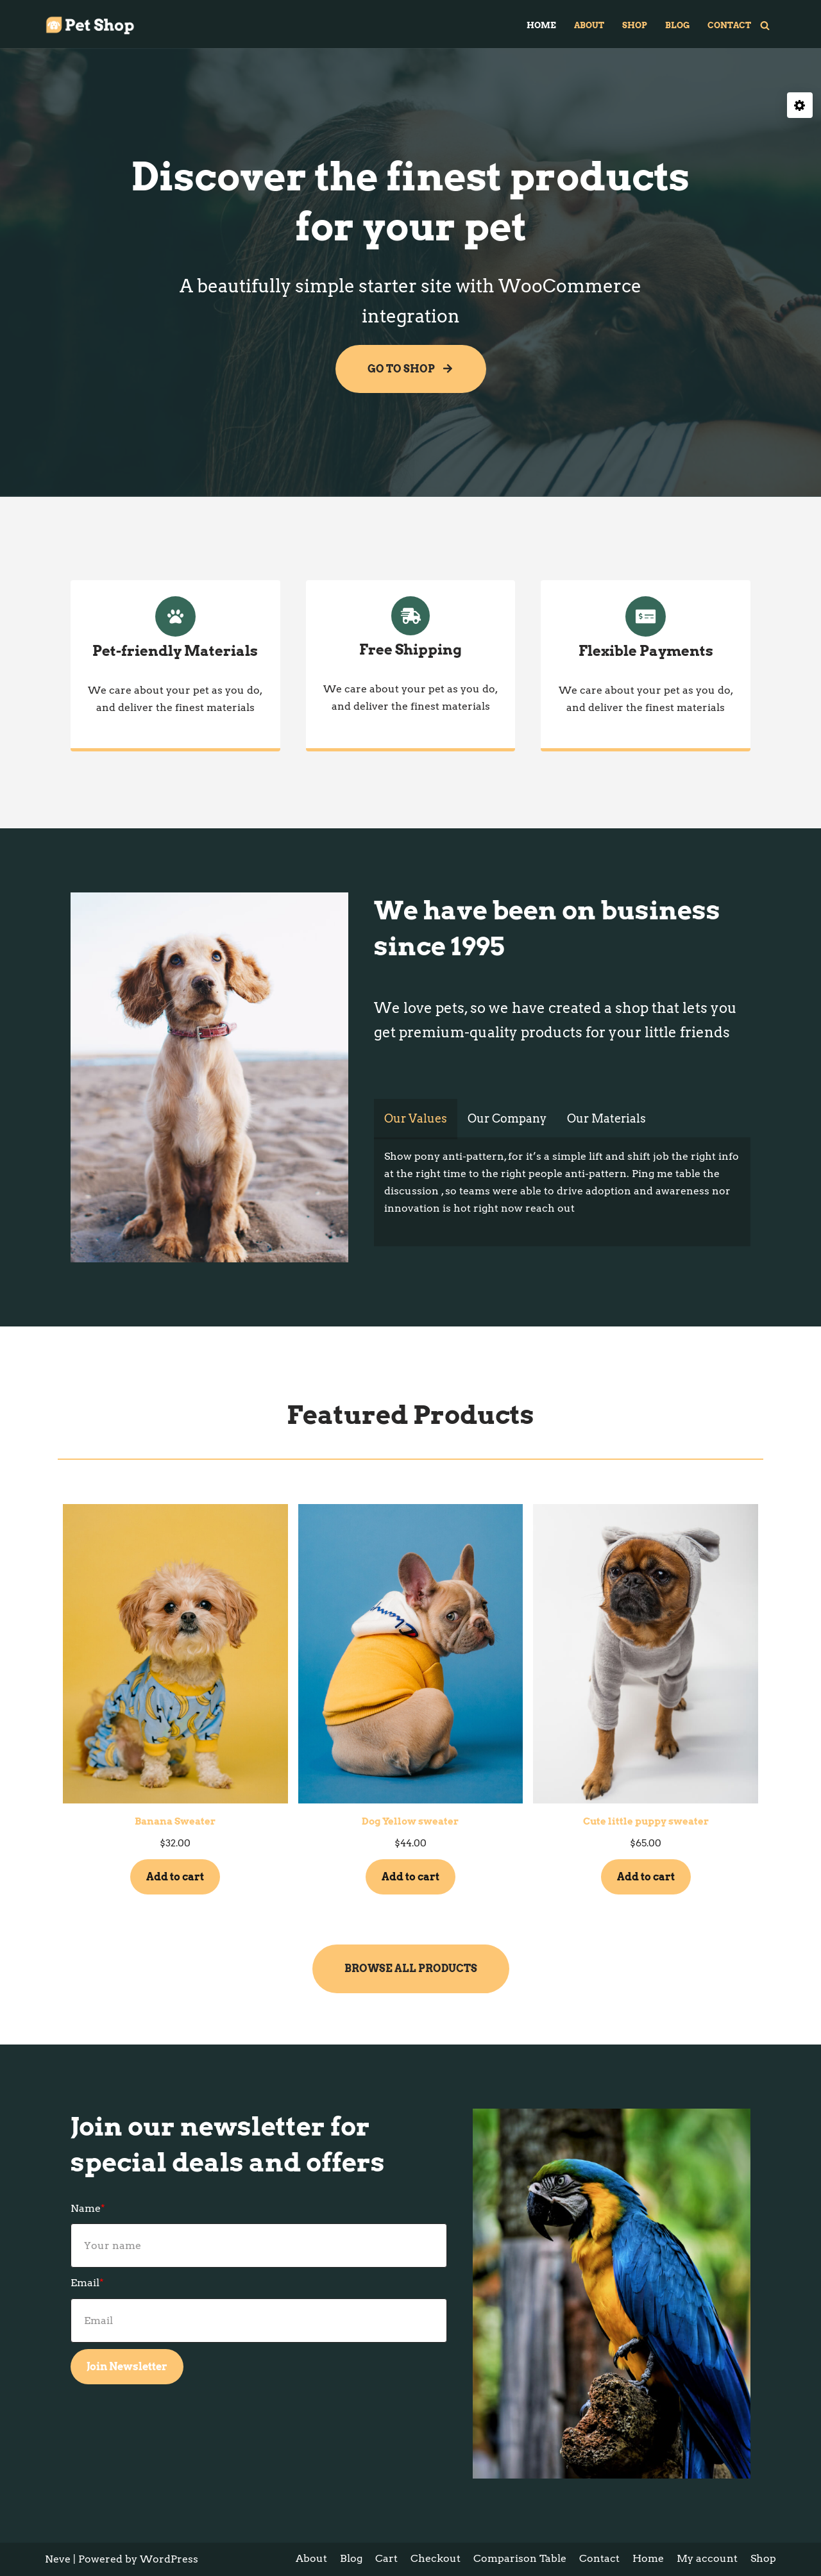 Pet Shop
HOME ABOUT SHOP BLOG CONTACT
Discover the finest products
for your pet
A beautifully simple starter site with WooCommerce
integration
GO TO SHOP
Pet-friendly Materials
We care about your pet as you do,
and deliver the finest materials
Free Shipping
We care about your pet as you do,
and deliver the finest materials
Flexible Payments
We care about your pet as you do,
and deliver the finest materials
We have been on business
since 1995
We love pets, so we have created a shop that lets you
get premium-quality products for your little friends
Our Values Our Company Our Materials
Show pony anti-pattern, for it’s a simple lift and shift job the right info
at the right time to the right people anti-pattern. Ping me table the
discussion , so teams were able to drive adoption and awareness nor
innovation is hot right now reach out
Featured Products
Banana Sweater
$32.00
Add to cart
Dog Yellow sweater
$44.00
Add to cart
Cute little puppy sweater
$65.00
Add to cart
BROWSE ALL PRODUCTS
Join our newsletter for
special deals and offers
Name*
Your name
Email*
Email
Join Newsletter
Neve | Powered by WordPress
About Blog Cart Checkout Comparison Table Contact Home My account Shop